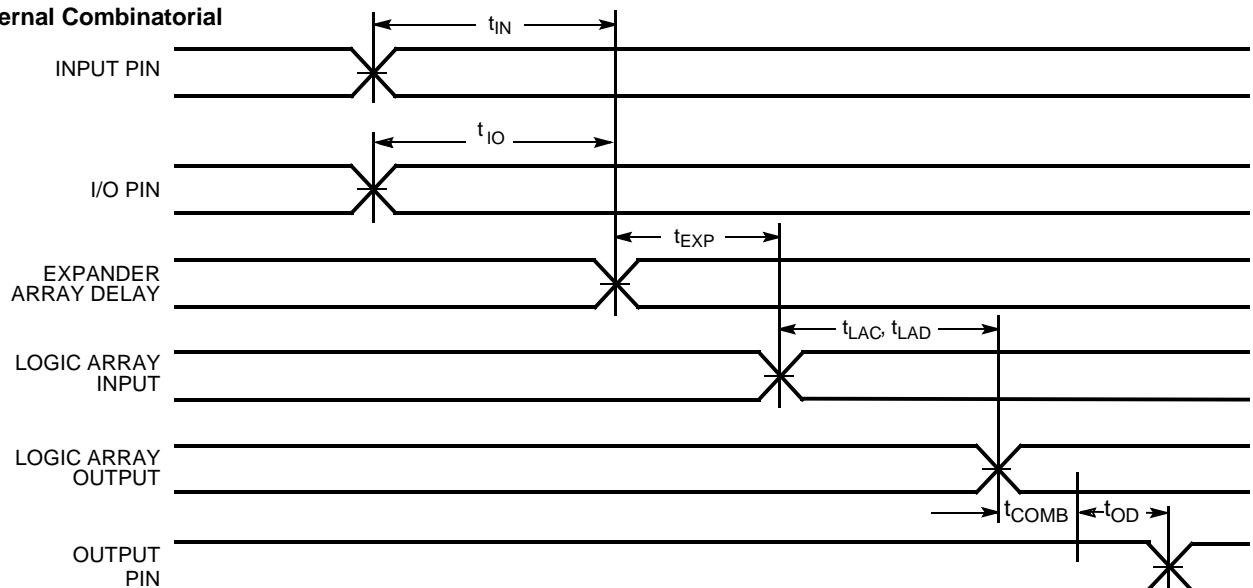 ernal Combinatorial
tIN
INPUT PIN
t IO
I/O PIN
tEXP
EXPANDER
ARRAY DELAY
tLAC, tLAD
LOGIC ARRAY
INPUT
LOGIC ARRAY
OUTPUT
tCOMB
tOD
OUTPUT
PIN